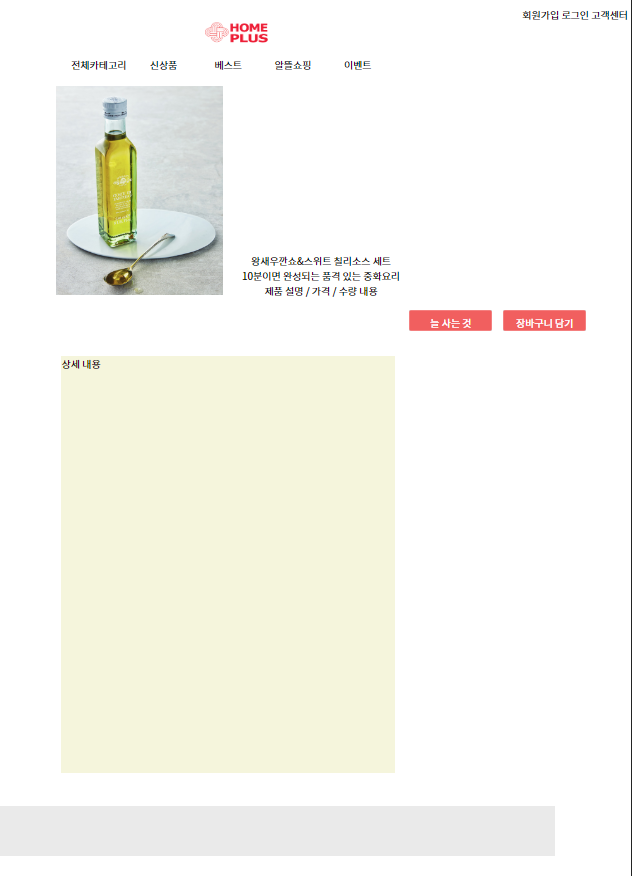 회원가입 로그인 고객센터
HOME
PLUS
전체카테고리 신상품 베스트 알뜰쇼핑 이벤트
왕새우깐쇼&스위트 칠리소스 세트
10분이면 완성되는 품격 있는 중화요리
제품 설명 / 가격 / 수량 내용
늘 사는 것 장바구니 담기
상세 내용